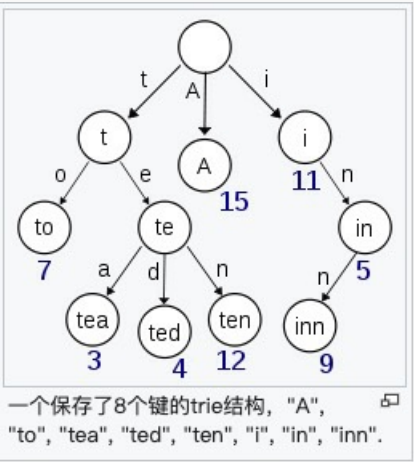 t
A
i
t
A
15
i
11
o
e
n
to
7
te
in
5
a
d
n
n
tea
3
ted
4
ten
12
inn
9
一个保存了8个键的trie结构，"A",
"to", "tea", "ted", "ten", "i", "in", "inn".